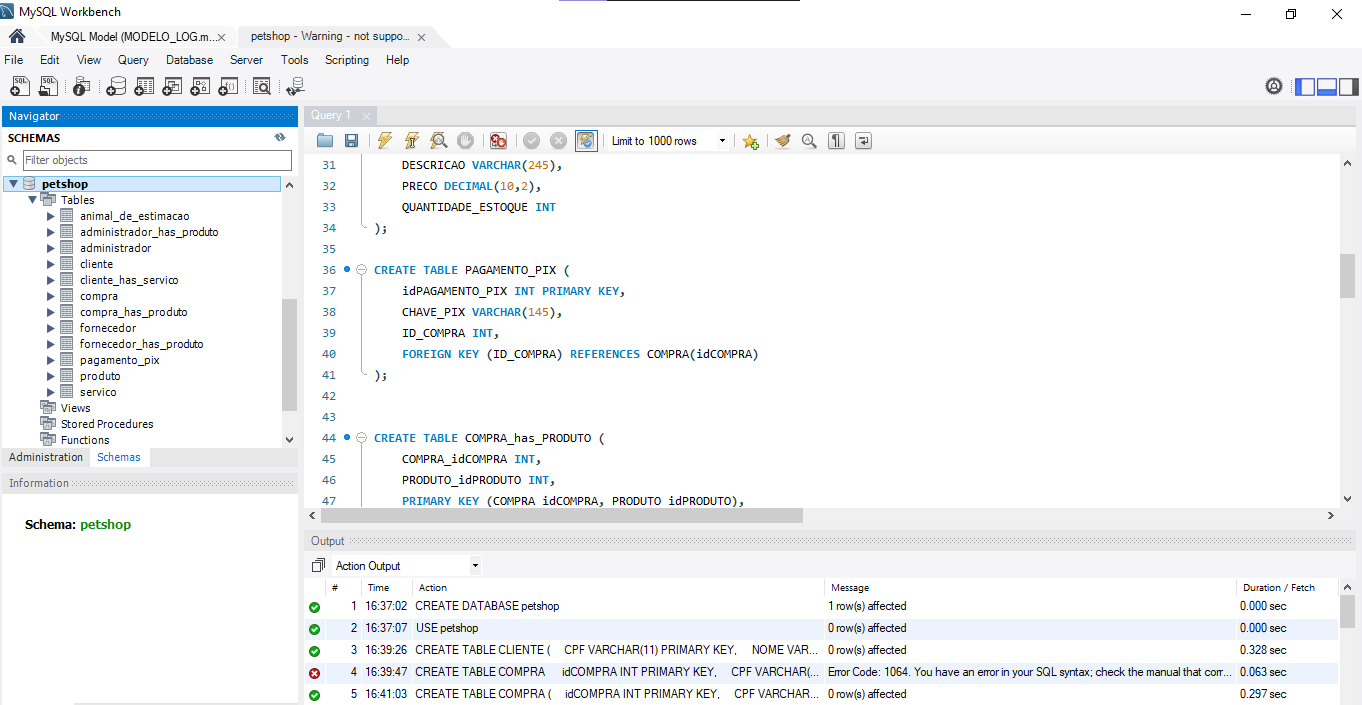 MySQL Workbench
MySQL Model (MODELO_LOG.m...
petshop - Warning - not suppo...
File Edit View Query Database Server Tools Scripting Help
Navigator
SCHEMAS
Filter objects
petshop
Tables
animal_de_estimacao
administrador_has_produto
administrador
cliente
cliente_has_servico
compra
compra_has_produto
fornecedor
fornecedor_has_produto
pagamento_pix
produto
servico
Views
Stored Procedures
Functions
Administration Schemas
Information
Schema: petshop
Query 1
Limit to 1000 rows
31 DESCRICAO VARCHAR(245),
32 PRECO DECIMAL(10,2),
33 QUANTIDADE_ESTOQUE INT
34 );
35
36 CREATE TABLE PAGAMENTO_PIX (
37 idPAGAMENTO_PIX INT PRIMARY KEY,
38 CHAVE_PIX VARCHAR(145),
39 ID_COMPRA INT,
40 FOREIGN KEY (ID_COMPRA) REFERENCES COMPRA(idCOMPRA)
41 );
42
43
44 CREATE TABLE COMPRA_has_PRODUTO (
45 COMPRA_idCOMPRA INT,
46 PRODUTO_idPRODUTO INT,
47 PRIMARY KEY (COMPRA_idCOMPRA, PRODUTO_idPRODUTO),
Output
Action Output
# Time Action Message Duration / Fetch
1 16:37:02 CREATE DATABASE petshop 1 row(s) affected 0.000 sec
2 16:37:07 USE petshop 0 row(s) affected 0.000 sec
3 16:39:26 CREATE TABLE CLIENTE ( CPF VARCHAR(11) PRIMARY KEY, NOME VAR... 0 row(s) affected 0.328 sec
4 16:39:47 CREATE TABLE COMPRA idCOMPRA INT PRIMARY KEY, CPF VARCHAR(... Error Code: 1064. You have an error in your SQL syntax; check the manual that corr... 0.063 sec
5 16:41:03 CREATE TABLE COMPRA ( idCOMPRA INT PRIMARY KEY, CPF VARCHAR... 0 row(s) affected 0.297 sec